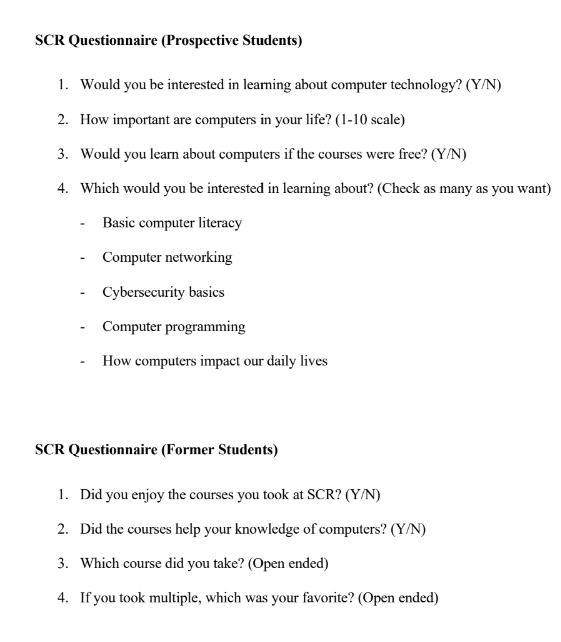 SCR Questionnaire (Prospective Students)
1. Would you be interested in learning about computer technology? (Y/N)
2. How important are computers in your life? (1-10 scale)
3. Would you learn about computers if the courses were free? (Y/N)
4. Which would you be interested in learning about? (Check as many as you want)
- Basic computer literacy
- Computer networking
- Cybersecurity basics
- Computer programming
- How computers impact our daily lives
SCR Questionnaire (Former Students)
1. Did you enjoy the courses you took at SCR? (Y/N)
2. Did the courses help your knowledge of computers? (Y/N)
3. Which course did you take? (Open ended)
4. If you took multiple, which was your favorite? (Open ended)